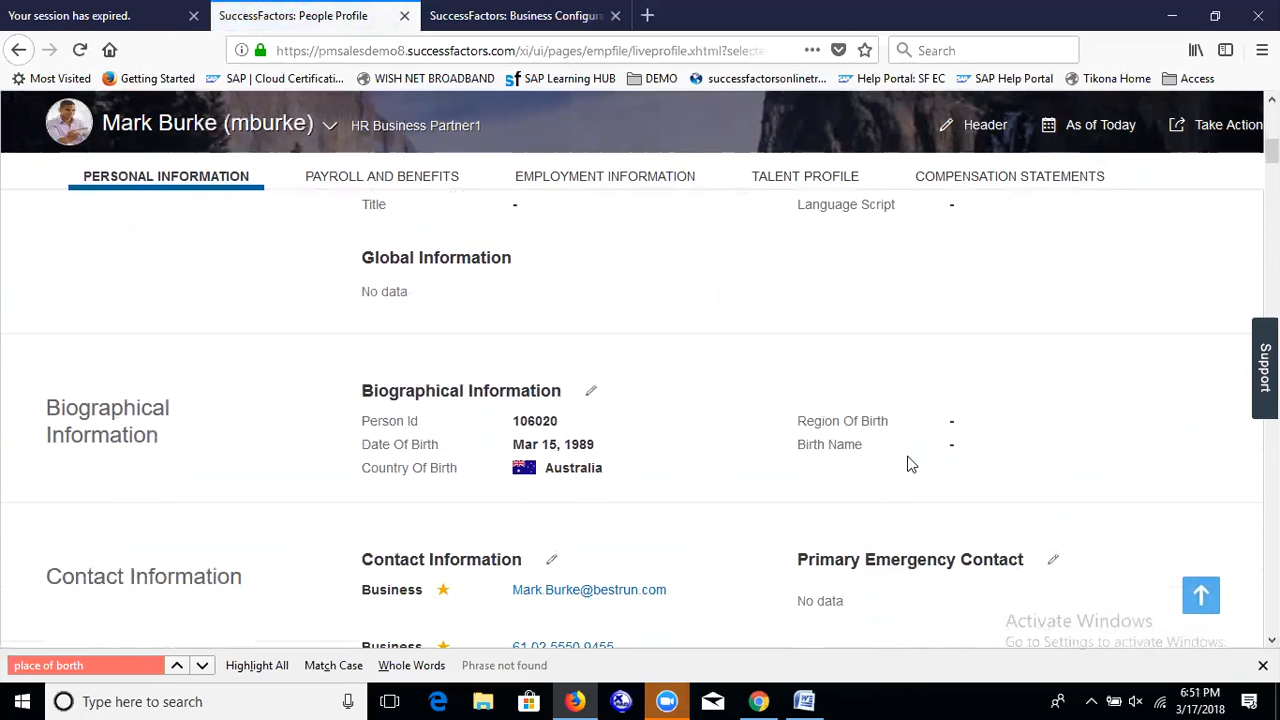 Your session has expired.
SuccessFactors: People Profile
SuccessFactors: Business Configur
https://pmsalesdemo8.successfactors.com/xi/ui/pages/empfile/liveprofile.xhtml?select
Search
Most Visited
Getting Started
SAP | Cloud Certificati...
WISH NET BROADBAND
SAP Learning HUB
DEMO
successfactorsonlinetr...
Help Portal: SF EC
SAP Help Portal
Tikona Home
Access
Mark Burke (mburke)
HR Business Partner1
Header
As of Today
Take Action
PERSONAL INFORMATION
PAYROLL AND BENEFITS
EMPLOYMENT INFORMATION
TALENT PROFILE
COMPENSATION STATEMENTS
Title -
Language Script -
Global Information
No data
Biographical
Information
Biographical Information
Person Id 106020
Region Of Birth -
Date Of Birth Mar 15, 1989
Birth Name -
Country Of Birth Australia
Contact Information
Contact Information
Primary Emergency Contact
Business Mark.Burke@bestrun.com
No data
Business 61 02 5550 9455
Support
Activate Windows
Go to Settings to activate Windows.
place of borth
Highlight All
Match Case
Whole Words
Phrase not found
Type here to search
6:51 PM
3/17/2018